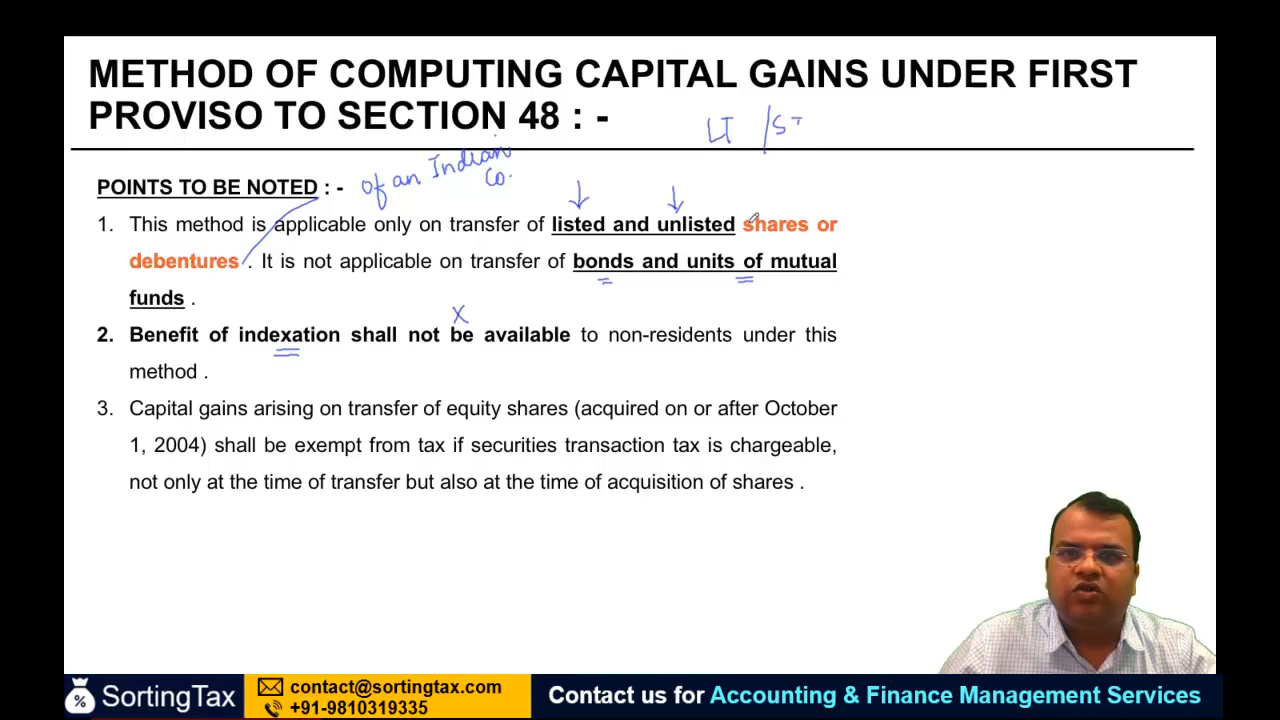 METHOD OF COMPUTING CAPITAL GAINS UNDER FIRST
PROVISO TO SECTION 48 : -
LT /ST
of an Indian
Co.
POINTS TO BE NOTED : -
1. This method is applicable only on transfer of listed and unlisted shares or
debentures . It is not applicable on transfer of bonds and units of mutual
funds .
X
2. Benefit of indexation shall not be available to non-residents under this
method .
3. Capital gains arising on transfer of equity shares (acquired on or after October
1, 2004) shall be exempt from tax if securities transaction tax is chargeable,
not only at the time of transfer but also at the time of acquisition of shares .
%
SortingTax
contact@sortingtax.com
+91-9810319335
Contact us for Accounting & Finance Management Services